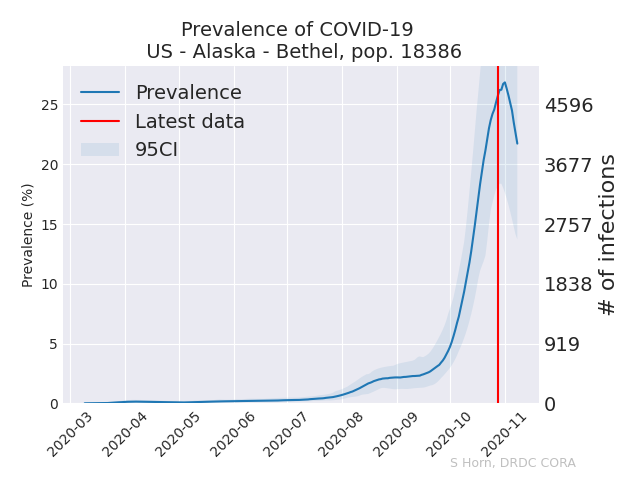 Prevalence of COVID-19
US - Alaska - Bethel, pop. 18386
Prevalence
Latest data
95CI
Prevalence (%)
25
20
15
10
5
0
4596
3677
2757
1838
919
0
# of infections
2020-03
2020-04
2020-05
2020-06
2020-07
2020-08
2020-09
2020-10
2020-11
S Horn, DRDC CORA